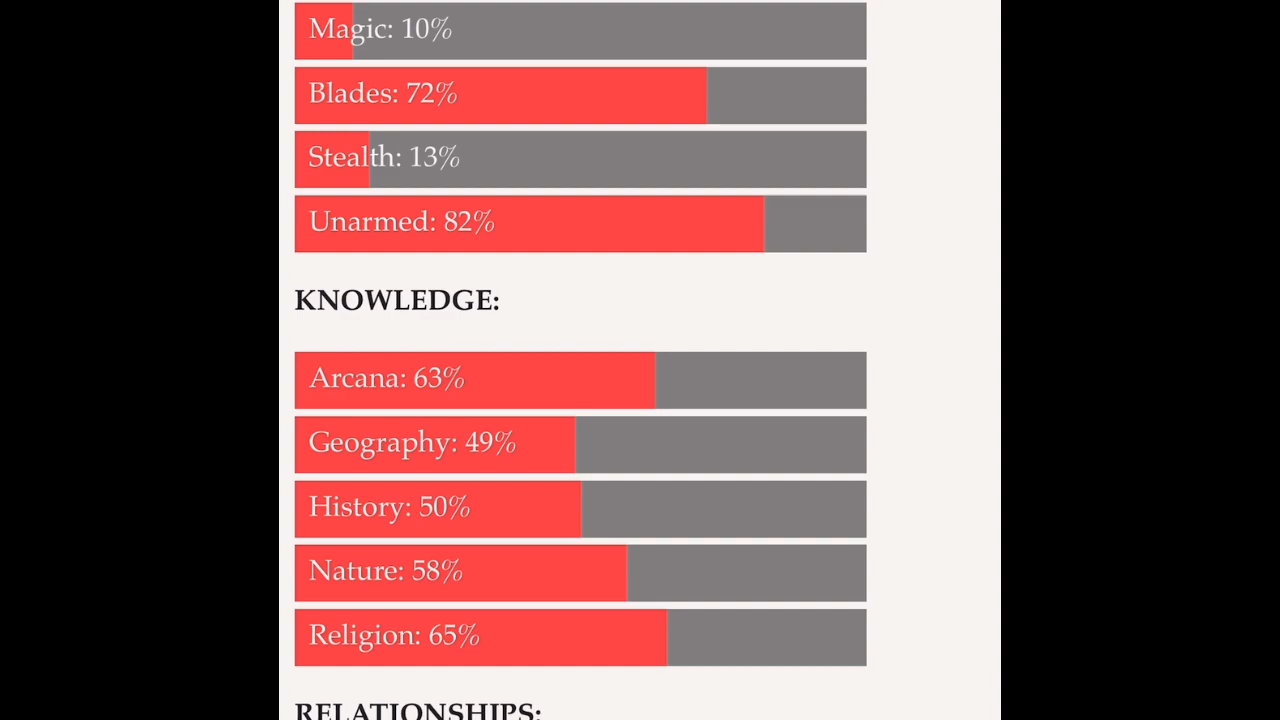 Magic: 10%
Blades: 72%
Stealth: 13%
Unarmed: 82%
KNOWLEDGE:
Arcana: 63%
Geography: 49%
History: 50%
Nature: 58%
Religion: 65%
RELATIONSHIPS: